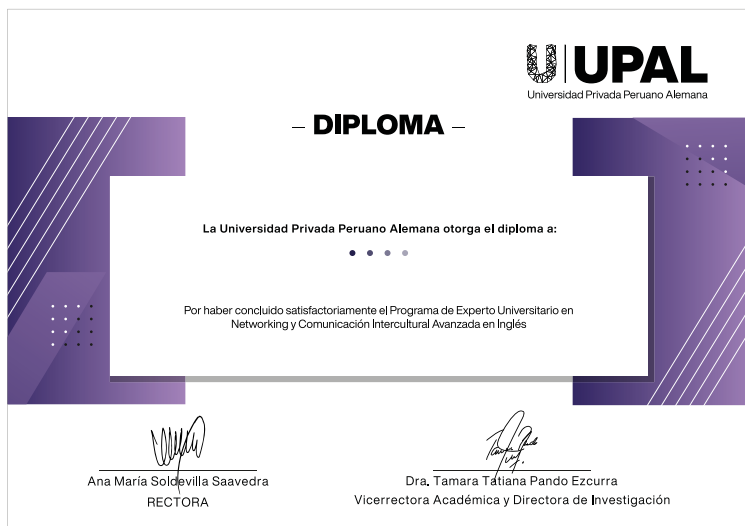 UPAL
Universidad Privada Peruano Alemana
– DIPLOMA –
La Universidad Privada Peruano Alemana otorga el diploma a:
Por haber concluido satisfactoriamente el Programa de Experto Universitario en
Networking y Comunicación Intercultural Avanzada en Inglés
Ana María Soldevilla Saavedra
RECTORA
Dra. Tamara Tatiana Pando Ezcurra
Vicerrectora Académica y Directora de Investigación